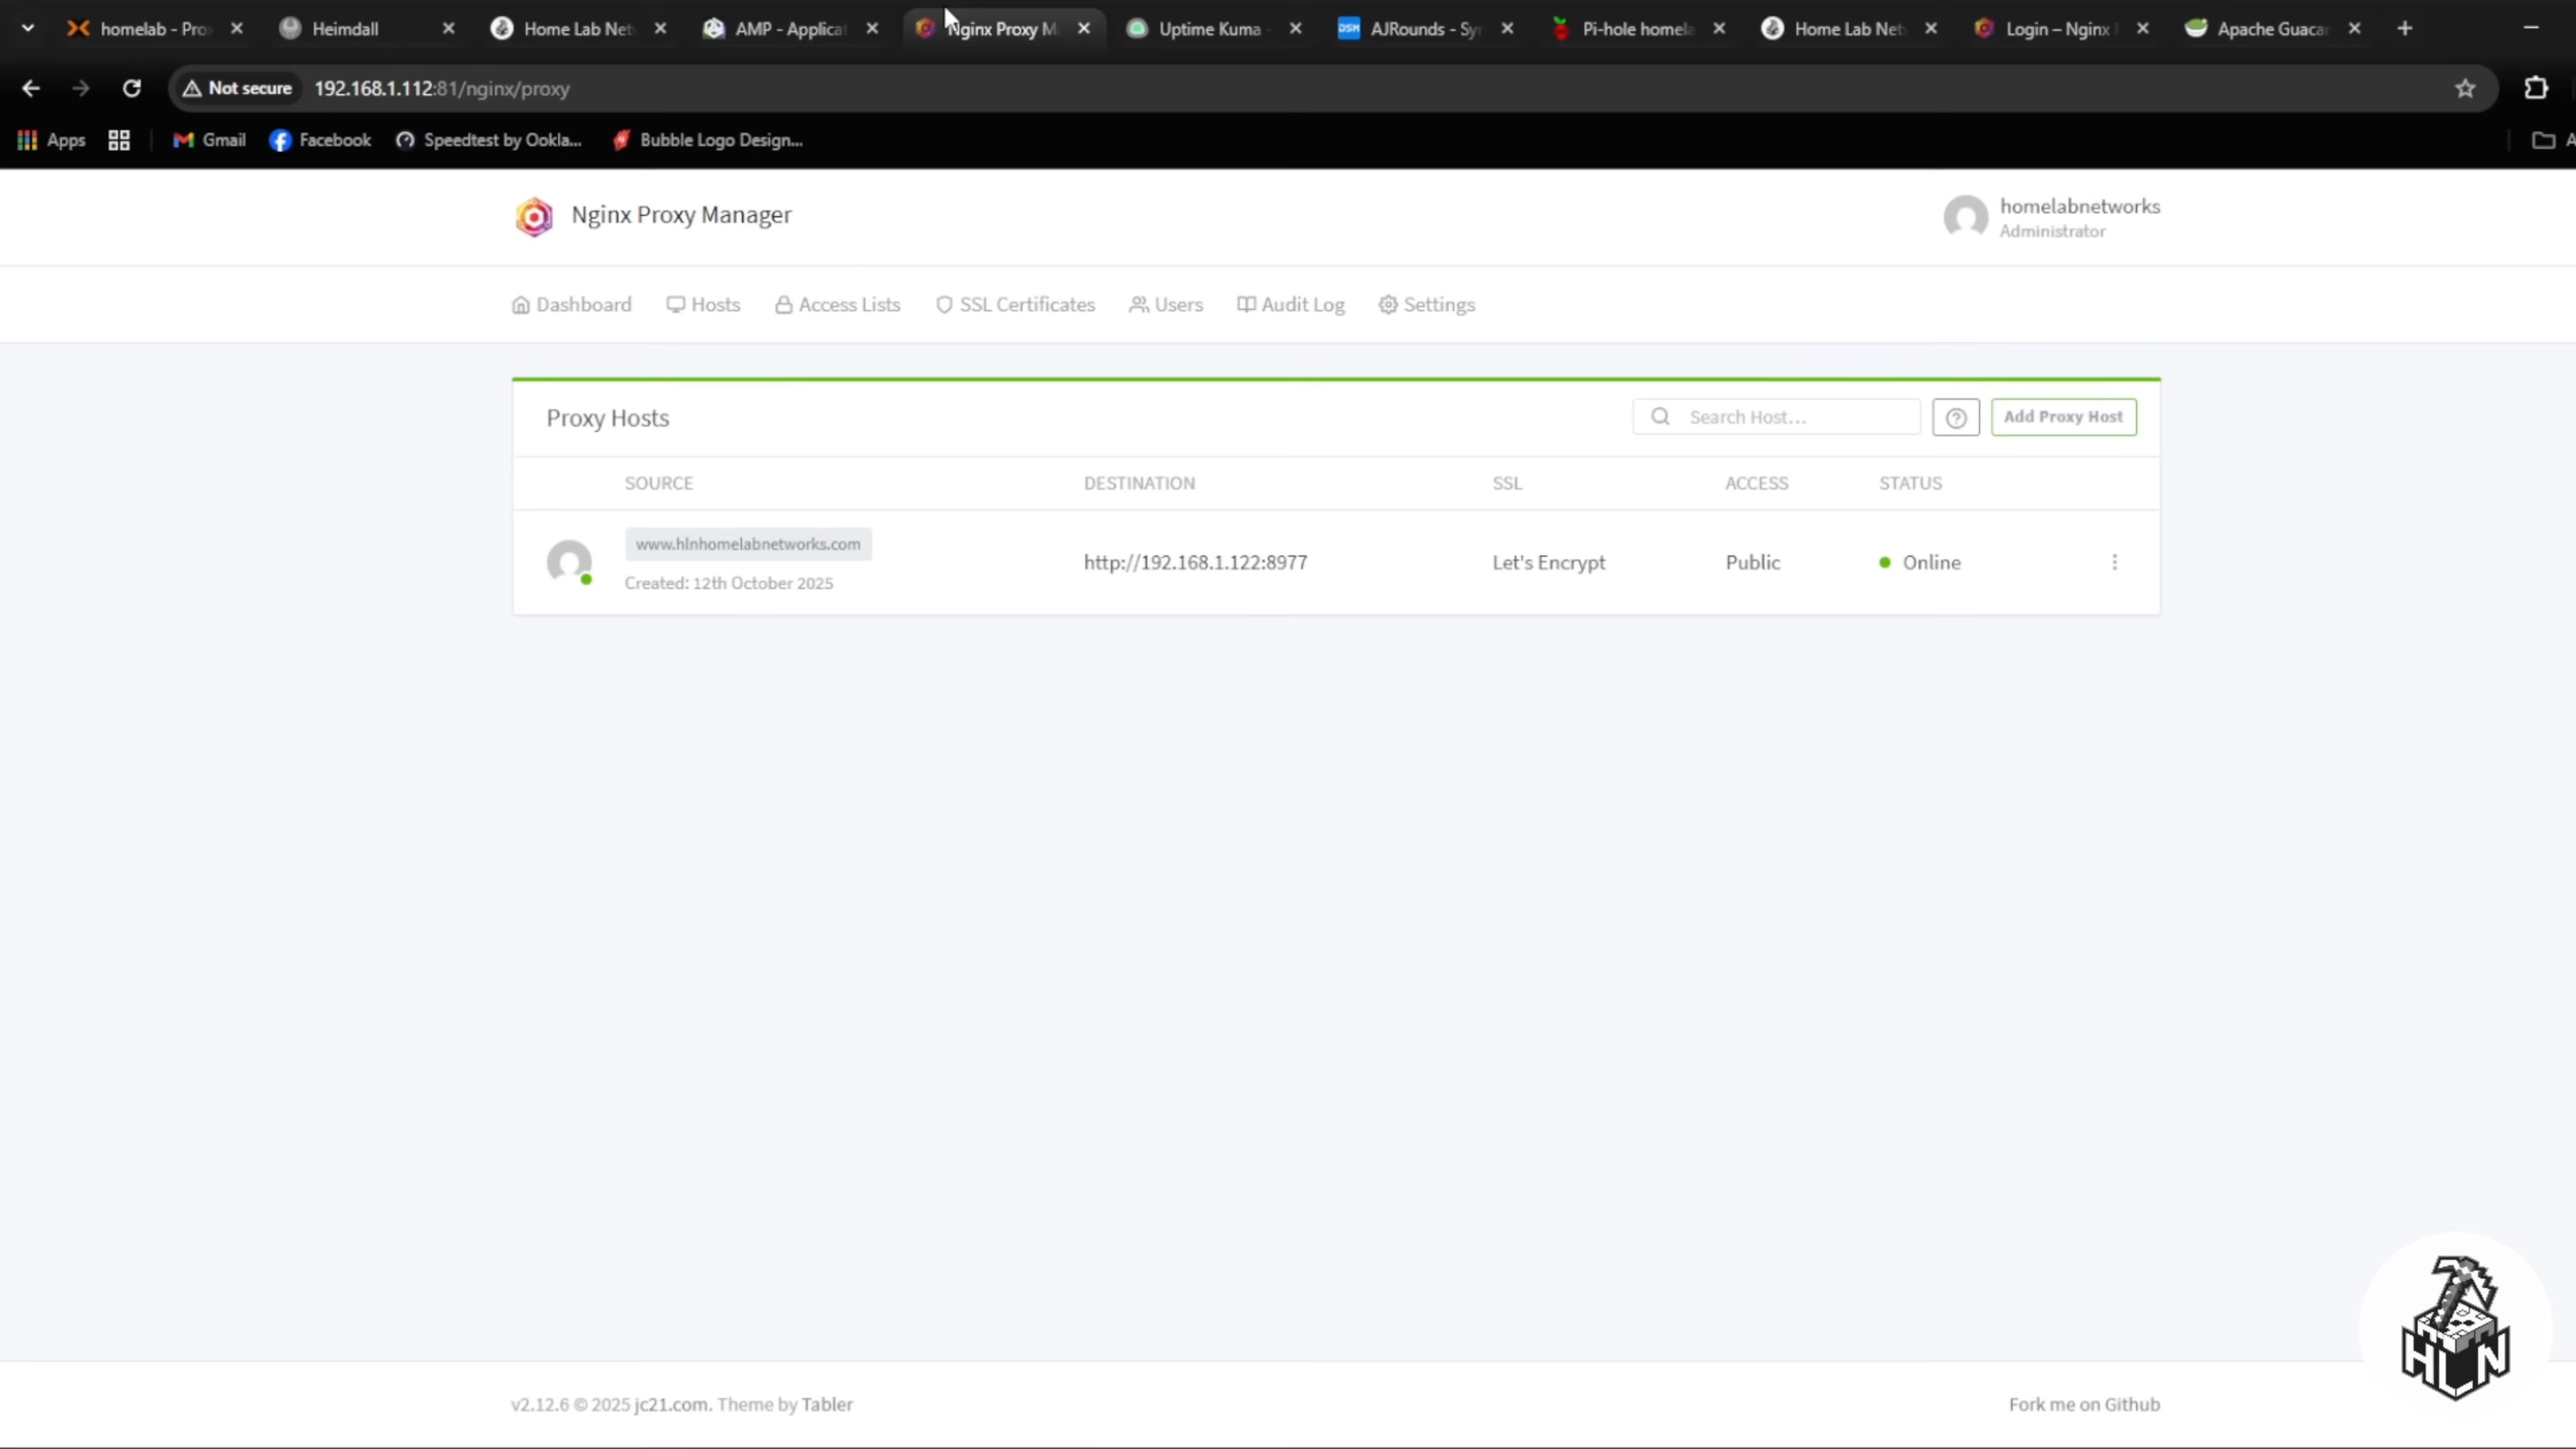 homelab - Pro
Heimdall
Home Lab Net
AMP - Applicat
Nginx Proxy M
Uptime Kuma -
DSM
AJRounds - Sy
Pi-hole homela
Home Lab Net
Login – Nginx
Apache Guaca
Not secure
192.168.1.112:81/nginx/proxy
Apps
Gmail
Facebook
Speedtest by Ookla...
Bubble Logo Design...
A
Nginx Proxy Manager
homelabnetworks
Administrator
Dashboard
Hosts
Access Lists
SSL Certificates
Users
Audit Log
Settings
Proxy Hosts
Search Host...
Add Proxy Host
SOURCE
DESTINATION
SSL
ACCESS
STATUS
www.hlnhomelabnetworks.com
Created: 12th October 2025
http://192.168.1.122:8977
Let's Encrypt
Public
Online
HLN
v2.12.6 © 2025 jc21.com. Theme by Tabler
Fork me on Github